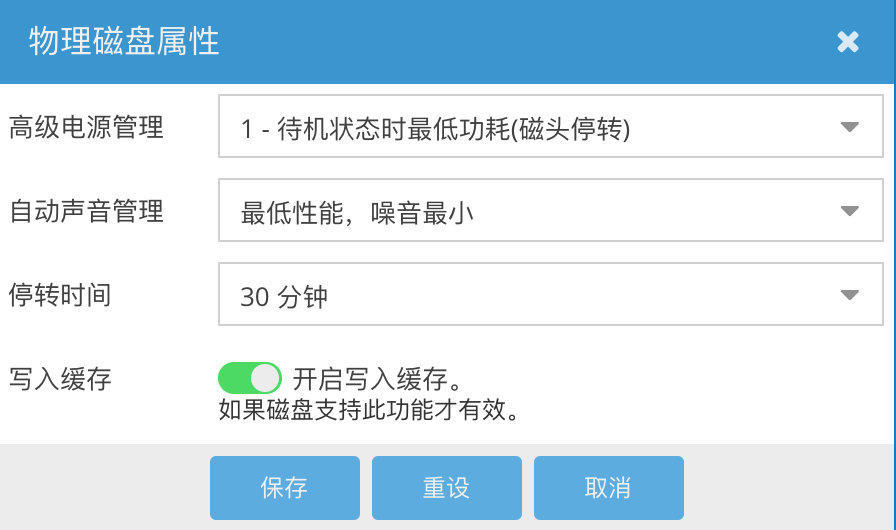 物理磁盘属性
高级电源管理 1 - 待机状态时最低功耗(磁头停转)
自动声音管理 最低性能，噪音最小
停转时间 30 分钟
写入缓存 开启写入缓存。
如果磁盘支持此功能才有效。
保存 重设 取消